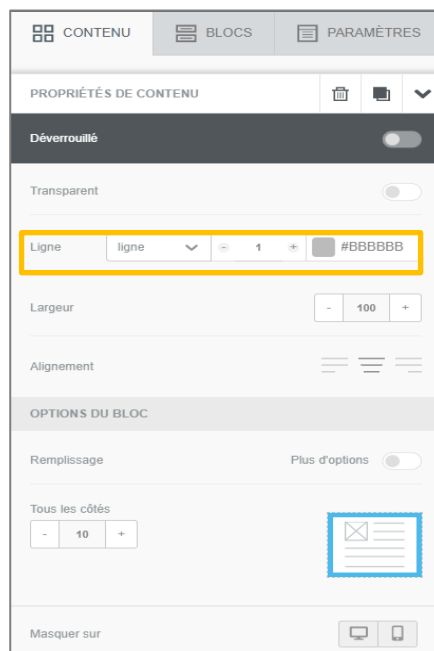 CONTENU BLOCS PARAMÈTRES
PROPRIÉTÉS DE CONTENU
Déverrouillé
Transparent
Ligne ligne - 1 + #BBBBBB
Largeur - 100 +
Alignement
OPTIONS DU BLOC
Remplissage Plus d'options
Tous les côtés
- 10 +
Masquer sur